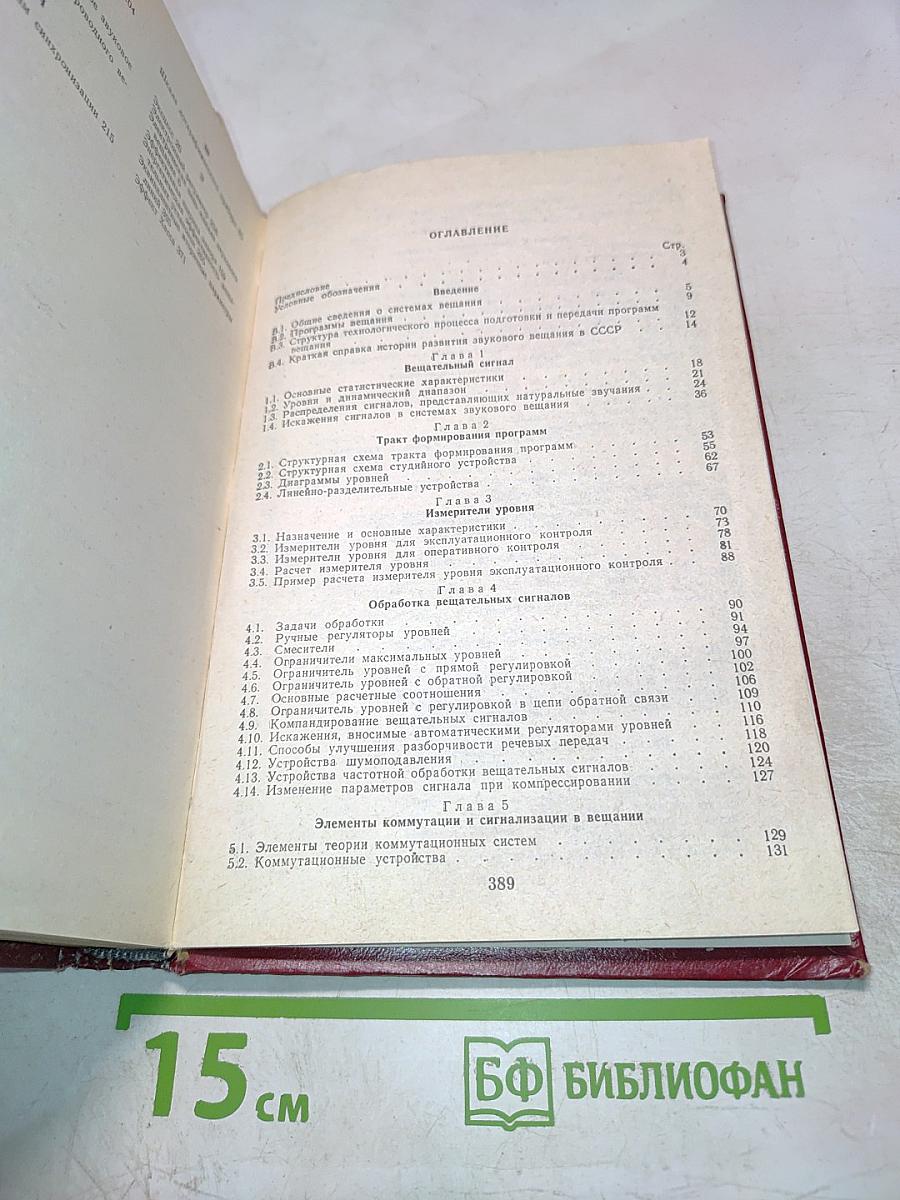 04
е звуковое
роводного ве-
м синхронизации 215
ОГЛАВЛЕНИЕ
Стр.
Предисловие . . . . . . . . . . 3
Условные обозначения . . . . . . . . . . 4
Введение
В.1. Общие сведения о системах вещания . . . . . . 5
В.2. Программы вещания . . . . . . . . 9
В.3. Структура технологического процесса подготовки и передачи программ
вещания . . . . . . . . . . 12
В.4. Краткая справка истории развития звукового вещания в СССР . . 14
Глава 1
Вещательный сигнал
1.1. Основные статистические характеристики . . . . . . 18
1.2. Уровни и динамический диапазон . . . . . . 21
1.3. Распределения сигналов, представляющих натуральные звучания . . . 24
1.4. Искажения сигналов в системах звукового вещания . . . . 36
Глава 2
Тракт формирования программ
2.1. Структурная схема тракта формирования программ . . . . 53
2.2. Структурная схема студийного устройства . . . . . . 55
2.3. Диаграммы уровней . . . . . . . . 62
2.4. Линейно-разделительные устройства . . . . . . 67
Глава 3
Измерители уровня
3.1. Назначение и основные характеристики . . . . . . 70
3.2. Измерители уровня для эксплуатационного контроля . . . . 73
3.3. Измерители уровня для оперативного контроля . . . . 78
3.4. Расчет измерителя уровня . . . . . . . . 81
3.5. Пример расчета измерителя уровня эксплуатационного контроля . . . 88
Глава 4
Обработка вещательных сигналов
4.1. Задачи обработки . . . . . . . . 90
4.2. Ручные регуляторы уровней . . . . . . . . 91
4.3. Смесители . . . . . . . . . . 94
4.4. Ограничители максимальных уровней . . . . . . 97
4.5. Ограничитель уровней с прямой регулировкой . . . . 100
4.6. Ограничитель уровней с обратной регулировкой . . . . 102
4.7. Основные расчетные соотношения . . . . . . 106
4.8. Ограничитель уровней с регулировкой в цепи обратной связи . . . 109
4.9. Компандирование вещательных сигналов . . . . . . 110
4.10. Искажения, вносимые автоматическими регуляторами уровней . . . 116
4.11. Способы улучшения разборчивости речевых передач . . . . 118
4.12. Устройства шумоподавления . . . . . . . . 120
4.13. Устройства частотной обработки вещательных сигналов . . . . 124
4.14. Изменение параметров сигнала при компрессировании . . . . 127
Глава 5
Элементы коммутации и сигнализации в вещании
5.1. Элементы теории коммутационных систем . . . . . . 129
5.2. Коммутационные устройства . . . . . . . . 131
389
15 см
БФ БИБЛИОФАН